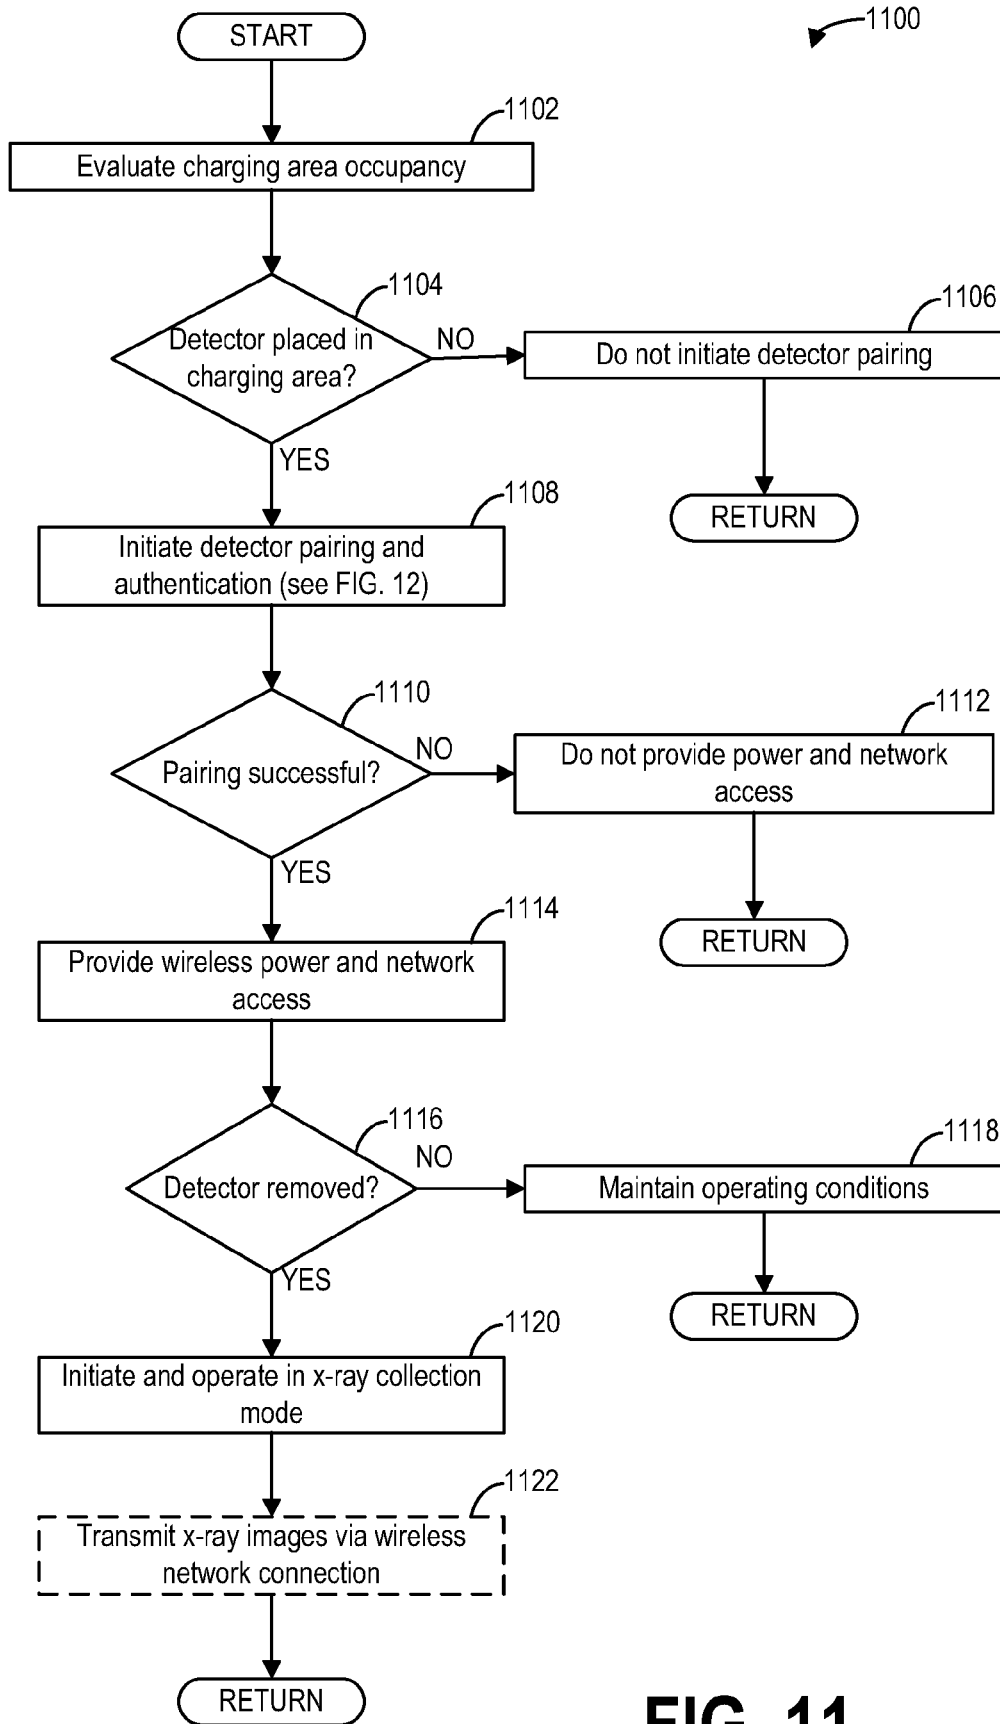 START
1100
1102
Evaluate charging area occupancy
1104
Detector placed in
charging area?
NO
1106
Do not initiate detector pairing
YES
RETURN
1108
Initiate detector pairing and
authentication (see FIG. 12)
1110
Pairing successful?
NO
1112
Do not provide power and network
access
YES
RETURN
1114
Provide wireless power and network
access
1116
Detector removed?
NO
1118
Maintain operating conditions
YES
RETURN
1120
Initiate and operate in x-ray collection
mode
1122
Transmit x-ray images via wireless
network connection
RETURN
FIG. 11